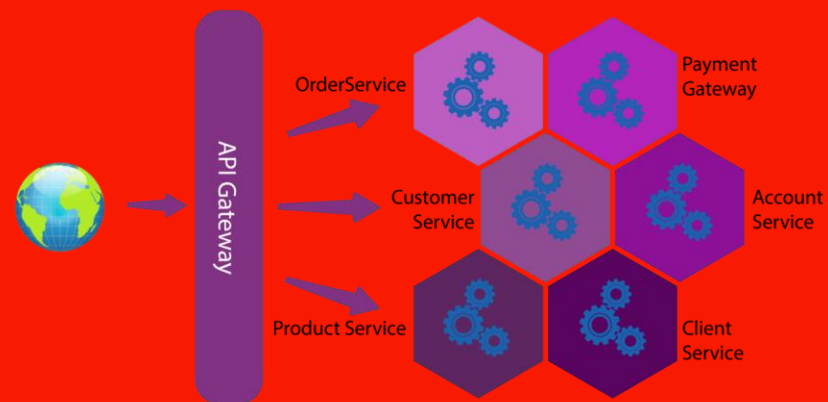 API Gateway
OrderService
Payment
Gateway
Customer
Service
Account
Service
Product Service
Client
Service